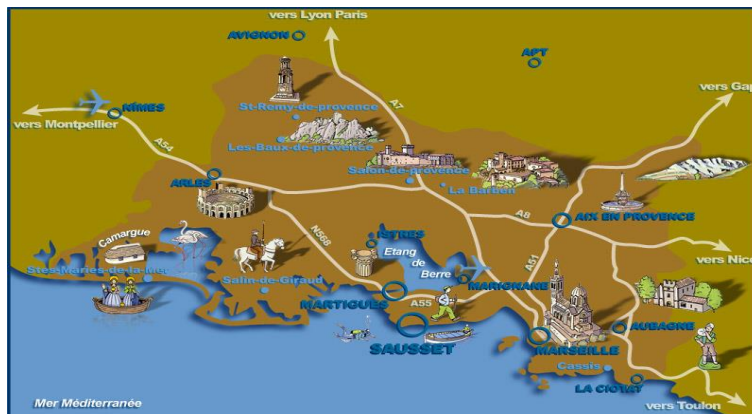 vers Lyon Paris
AVIGNON
APT
vers Gap
St-Remy-de-provence
NÎMES
vers Montpellier
A7
A54
Les-Baux-de-provence
ARLES
Salon-de-provence
La Barben
A8
AIX EN PROVENCE
N568
ISTRES
Camargue
Etang
de
Berre
vers Nice
A51
Stes-Maries-de-la-Mer
Salin-de-Giraud
MARIGNANE
MARTIGUES
A55
AUBAGNE
SAUSSET
MARSEILLE
Cassis
LA CIOTAT
Mer Méditerranée
vers Toulon